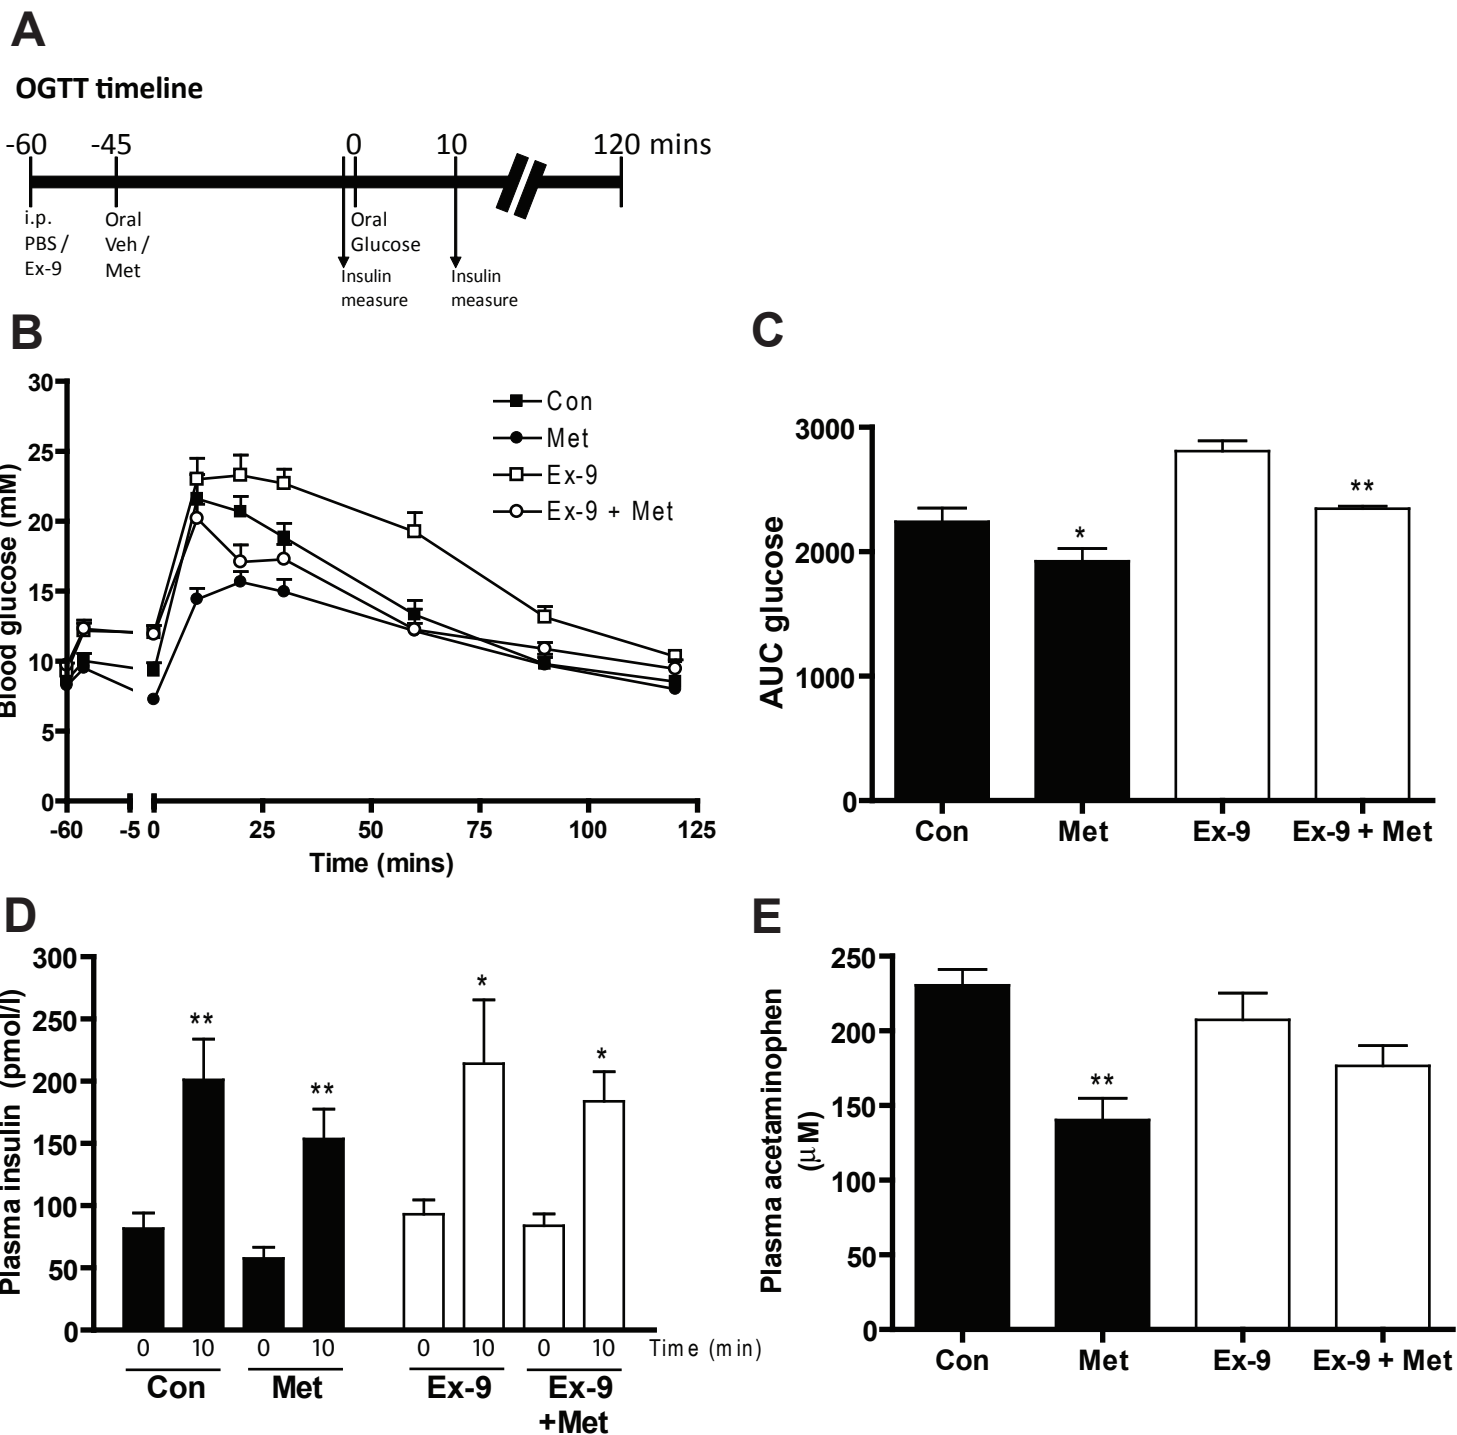 A
OGTT timeline
-60 -45 0 10 120 mins
i.p.
PBS /
Ex-9
Oral
Veh /
Met
Oral
Glucose
Insulin
measure
Insulin
measure
B
Blood glucose (mM)
30
25
20
15
10
5
0
-60 -5 0 25 50 75 100 125
Time (mins)
Con
Met
Ex-9
Ex-9 + Met
C
AUC glucose
3000
2000
1000
0
*
**
Con Met Ex-9 Ex-9 + Met
D
Plasma insulin (pmol/l)
300
250
200
150
100
50
0
**
**
*
*
0 10 0 10 0 10 0 10 Time (min)
Con Met Ex-9 Ex-9
+Met
E
Plasma acetaminophen
(μM)
250
200
150
100
50
0
**
Con Met Ex-9 Ex-9 + Met